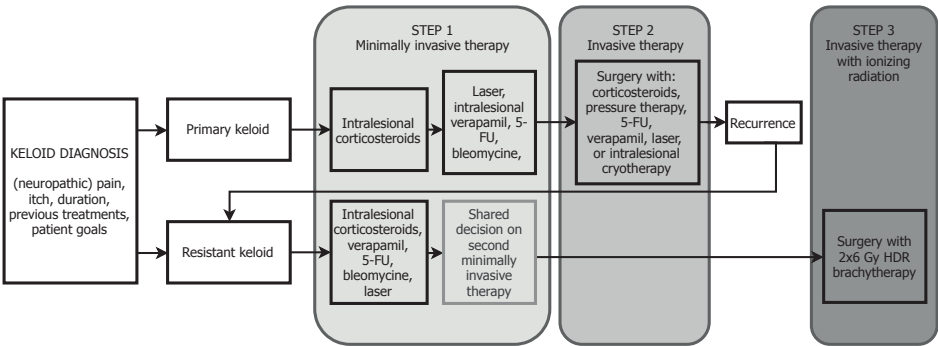 STEP 1
Minimally invasive therapy
STEP 2
Invasive therapy
STEP 3
Invasive therapy
with ionizing
radiation
KELOID DIAGNOSIS
(neuropathic) pain,
itch, duration,
previous treatments,
patient goals
Primary keloid
Intralesional
corticosteroids
Laser,
intralesional
verapamil, 5-
FU,
bleomycine,
Surgery with:
corticosteroids,
pressure therapy,
5-FU,
verapamil, laser,
or intralesional
cryotherapy
Recurrence
Resistant keloid
Intralesional
corticosteroids,
verapamil,
5-FU,
bleomycine,
laser
Shared
decision on
second
minimally
invasive
therapy
Surgery with
2x6 Gy HDR
brachytherapy